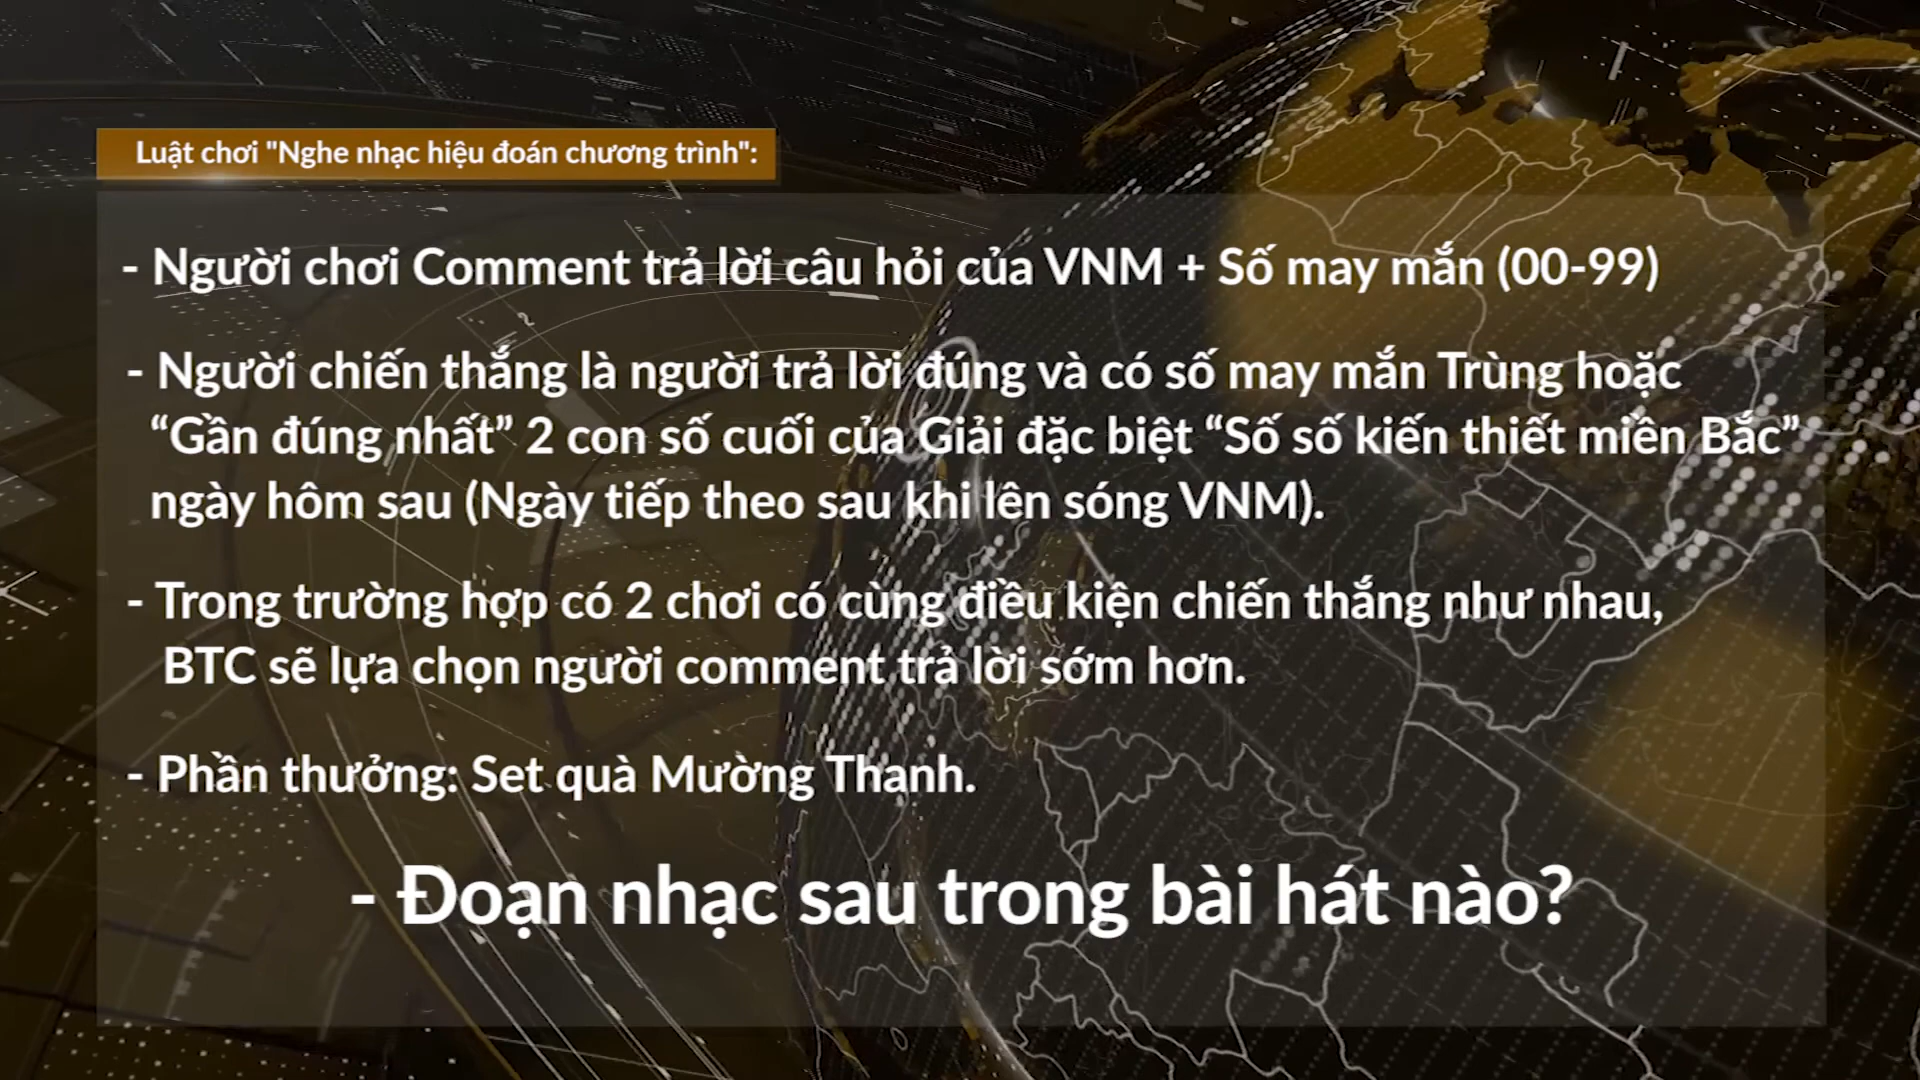 Luật chơi "Nghe nhạc hiệu đoán chương trình":
- Người chơi Comment trả lời câu hỏi của VNM + Số may mắn (00-99)
- Người chiến thắng là người trả lời đúng và có số may mắn Trùng hoặc
“Gần đúng nhất” 2 con số cuối của Giải đặc biệt “Số số kiến thiết miền Bắc”
ngày hôm sau (Ngày tiếp theo sau khi lên sóng VNM).
- Trong trường hợp có 2 chơi có cùng điều kiện chiến thắng như nhau,
BTC sẽ lựa chọn người comment trả lời sớm hơn.
- Phần thưởng: Set quà Mường Thanh.
- Đoạn nhạc sau trong bài hát nào?